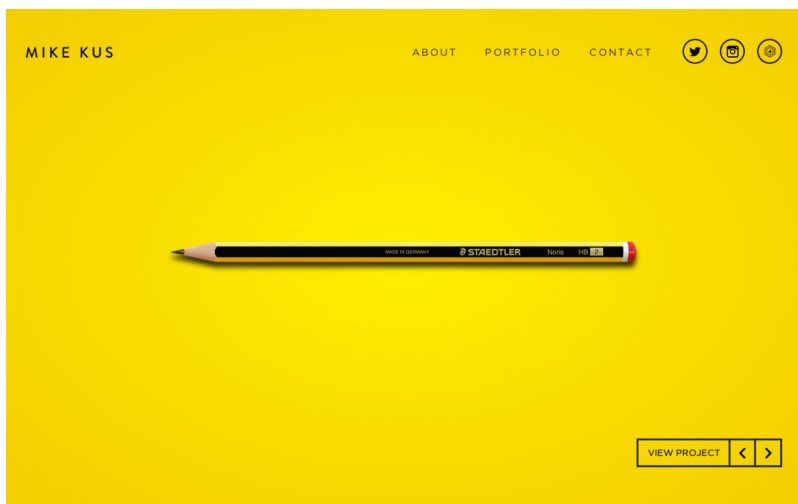 MIKE KUS
ABOUT PORTFOLIO CONTACT
MADE IN GERMANY STAEDTLER Noris HB 2
VIEW PROJECT